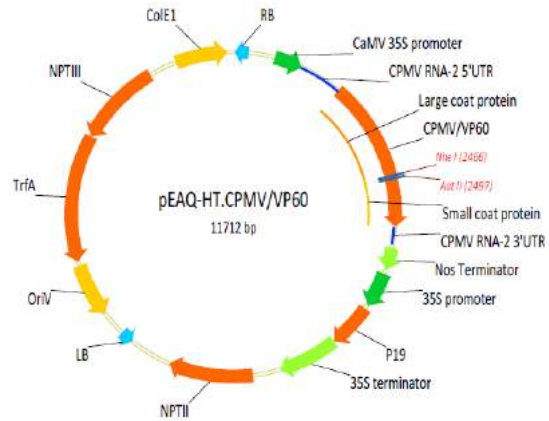 ColE1
RB
CaMV 35S promoter
CPMV RNA-2 5'UTR
NPTIII
Large coat protein
CPMV/VP60
Nhe I (2466)
TrfA
pEAQ-HT.CPMV/VP60
11712 bp
Aat II (2497)
Small coat protein
CPMV RNA-2 3'UTR
Nos Terminator
OriV
35S promoter
LB
P19
35S terminator
NPTII